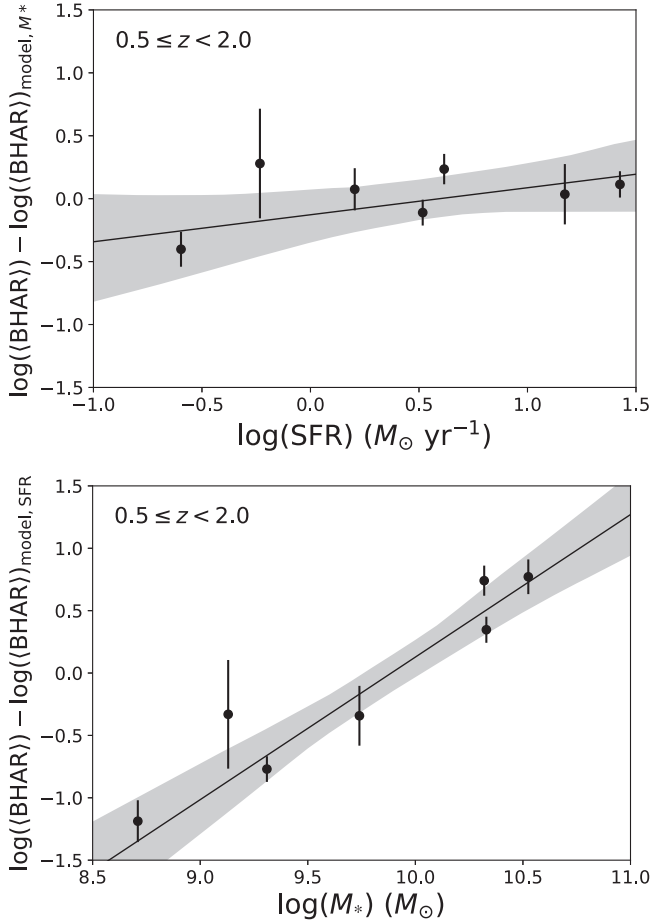 log(⟨BHAR⟩) − log(⟨BHAR⟩)model, M*
0.5 ≤ z < 2.0
1.5
1.0
0.5
0.0
−0.5
−1.0
−1.5
−1.0 −0.5 0.0 0.5 1.0 1.5
log(SFR) (M⊙ yr−1)
log(⟨BHAR⟩) − log(⟨BHAR⟩)model, SFR
0.5 ≤ z < 2.0
1.5
1.0
0.5
0.0
−0.5
−1.0
−1.5
8.5 9.0 9.5 10.0 10.5 11.0
log(M*) (M⊙)